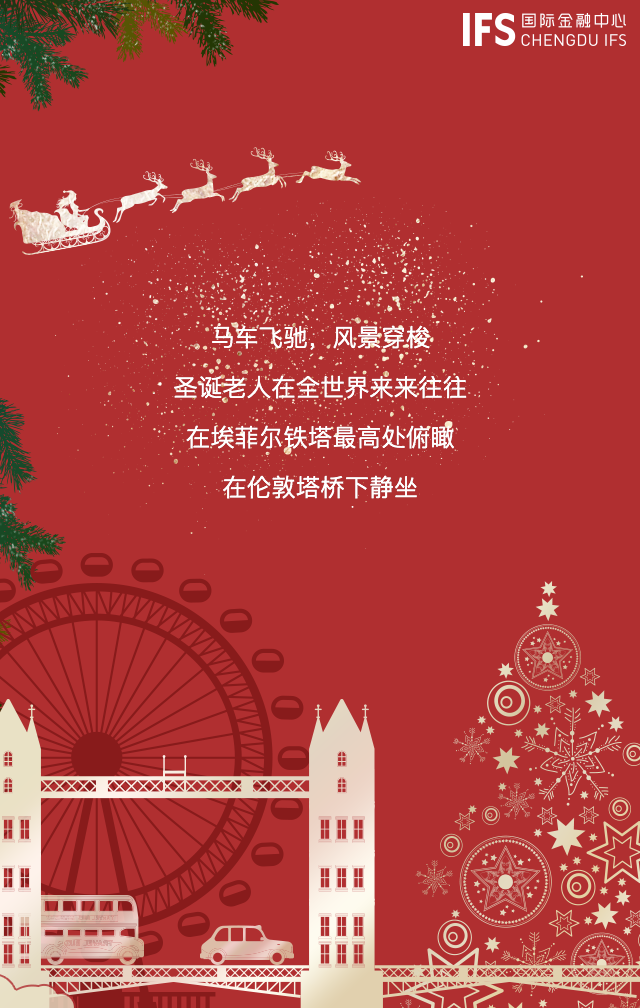 IFS 国际金融中心
CHENGDU IFS
马车飞驰，风景穿梭
圣诞老人在全世界来来往往
在埃菲尔铁塔最高处俯瞰
在伦敦塔桥下静坐